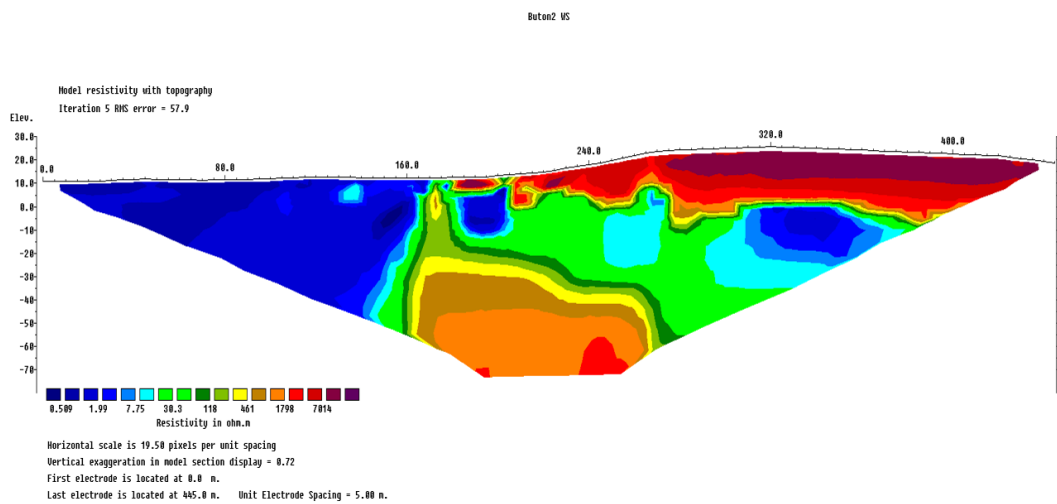 Buton2 WS
Model resistivity with topography
Iteration 5 RMS error = 57.9
Elev.
30.0
20.0
10.0
0.0
-10
-20
-30
-40
-50
-60
-70
0.0 80.0 160.0 240.0 320.0 400.0
0.509 1.99 7.75 30.3 118 461 1798 7014
Resistivity in ohm.m
Horizontal scale is 19.50 pixels per unit spacing
Vertical exaggeration in model section display = 0.72
First electrode is located at 0.0 m.
Last electrode is located at 445.0 m. Unit Electrode Spacing = 5.00 m.